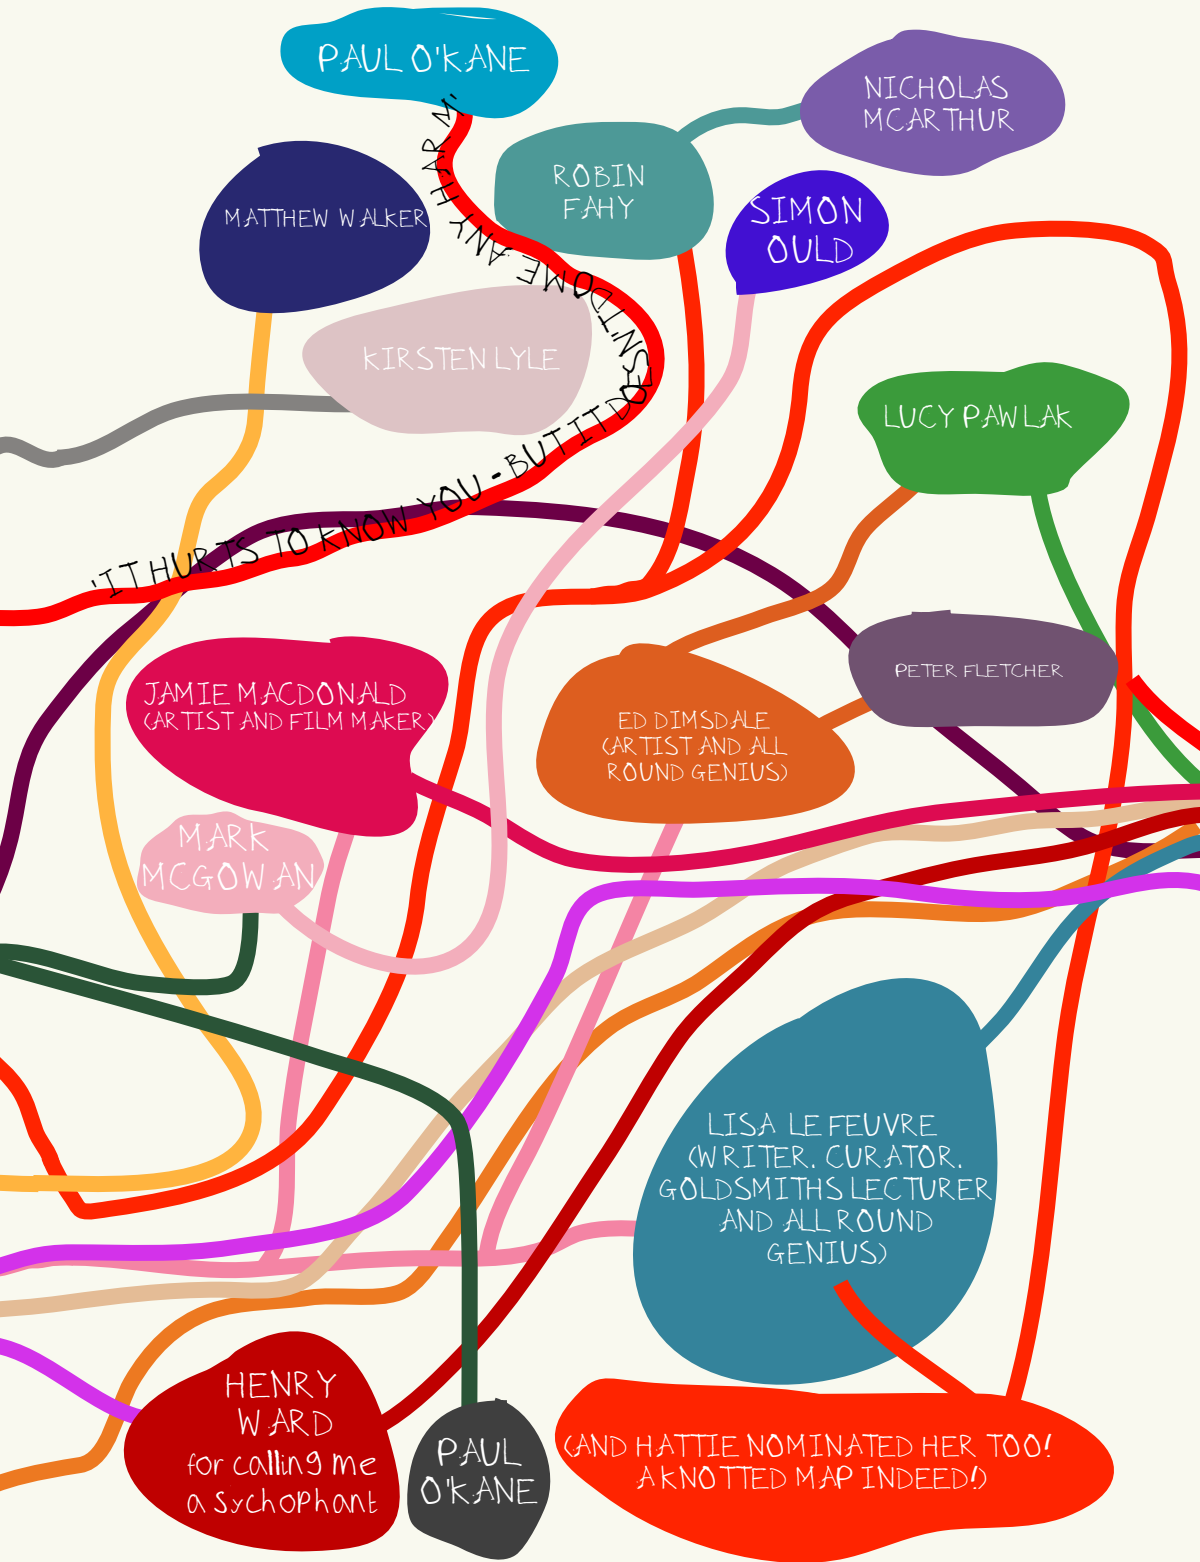 PAUL O'KANE
NICHOLAS
MCARTHUR
ROBIN
FAHY
SIMON
OULD
MATTHEW WALKER
KIRSTEN LYLE
'IT HURTS TO KNOW YOU - BUT IT DOESN'T DO ME ANY HARM'
LUCY PAWLAK
PETER FLETCHER
JAMIE MACDONALD
(ARTIST AND FILM MAKER)
ED DIMSDALE
(ARTIST AND ALL
ROUND GENIUS)
MARK
MCGOWAN
LISA LE FEUVRE
(WRITER. CURATOR.
GOLDSMITHS LECTURER
AND ALL ROUND
GENIUS)
HENRY
WARD
for calling me
a sychophant
PAUL
O'KANE
(AND HATTIE NOMINATED HER TOO!
A KNOTTED MAP INDEED!)